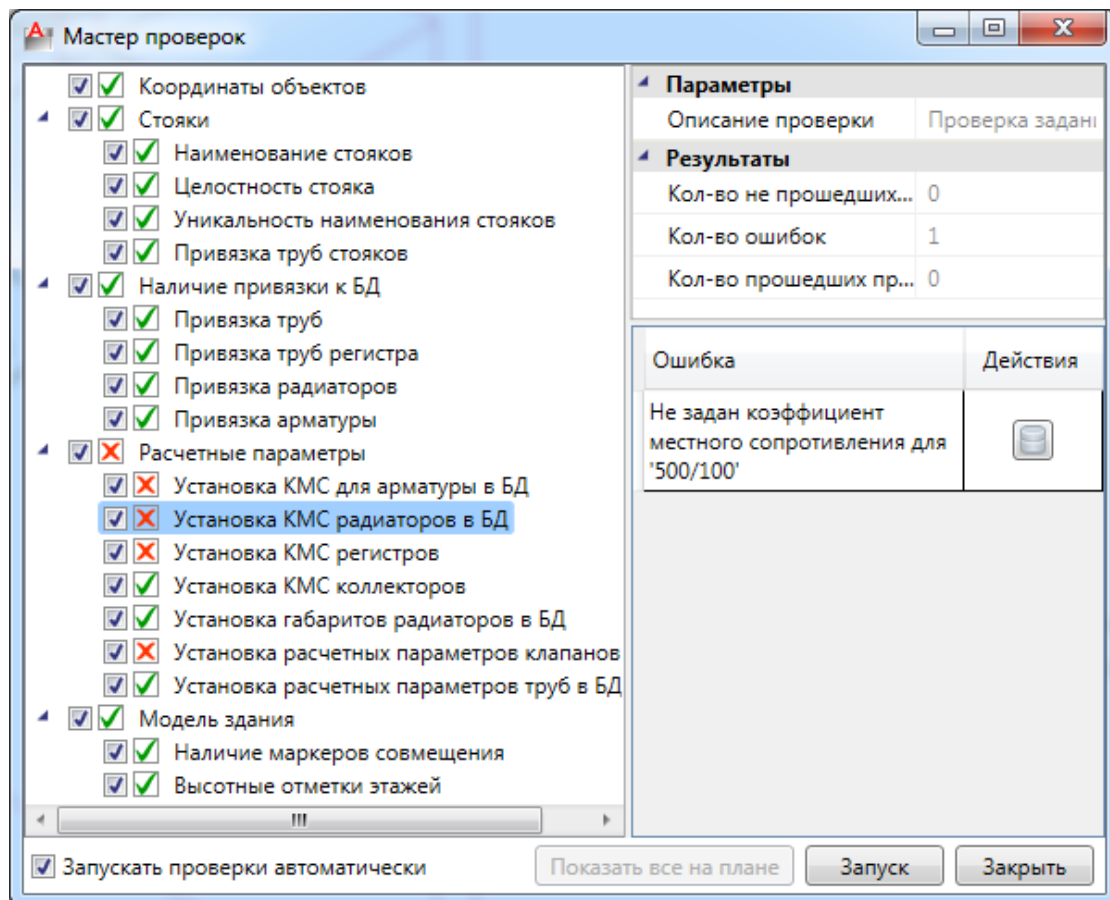 Мастер проверок
Координаты объектов
Стояки
Наименование стояков
Целостность стояка
Уникальность наименования стояков
Привязка труб стояков
Наличие привязки к БД
Привязка труб
Привязка труб регистра
Привязка радиаторов
Привязка арматуры
Расчетные параметры
Установка КМС для арматуры в БД
Установка КМС радиаторов в БД
Установка КМС регистров
Установка КМС коллекторов
Установка габаритов радиаторов в БД
Установка расчетных параметров клапанов
Установка расчетных параметров труб в БД
Модель здания
Наличие маркеров совмещения
Высотные отметки этажей
Параметры
Описание проверки Проверка задани
Результаты
Кол-во не прошедших... 0
Кол-во ошибок 1
Кол-во прошедших пр... 0
Ошибка Действия
Не задан коэффициент
местного сопротивления для
'500/100'
Запускать проверки автоматически Показать все на плане Запуск Закрыть